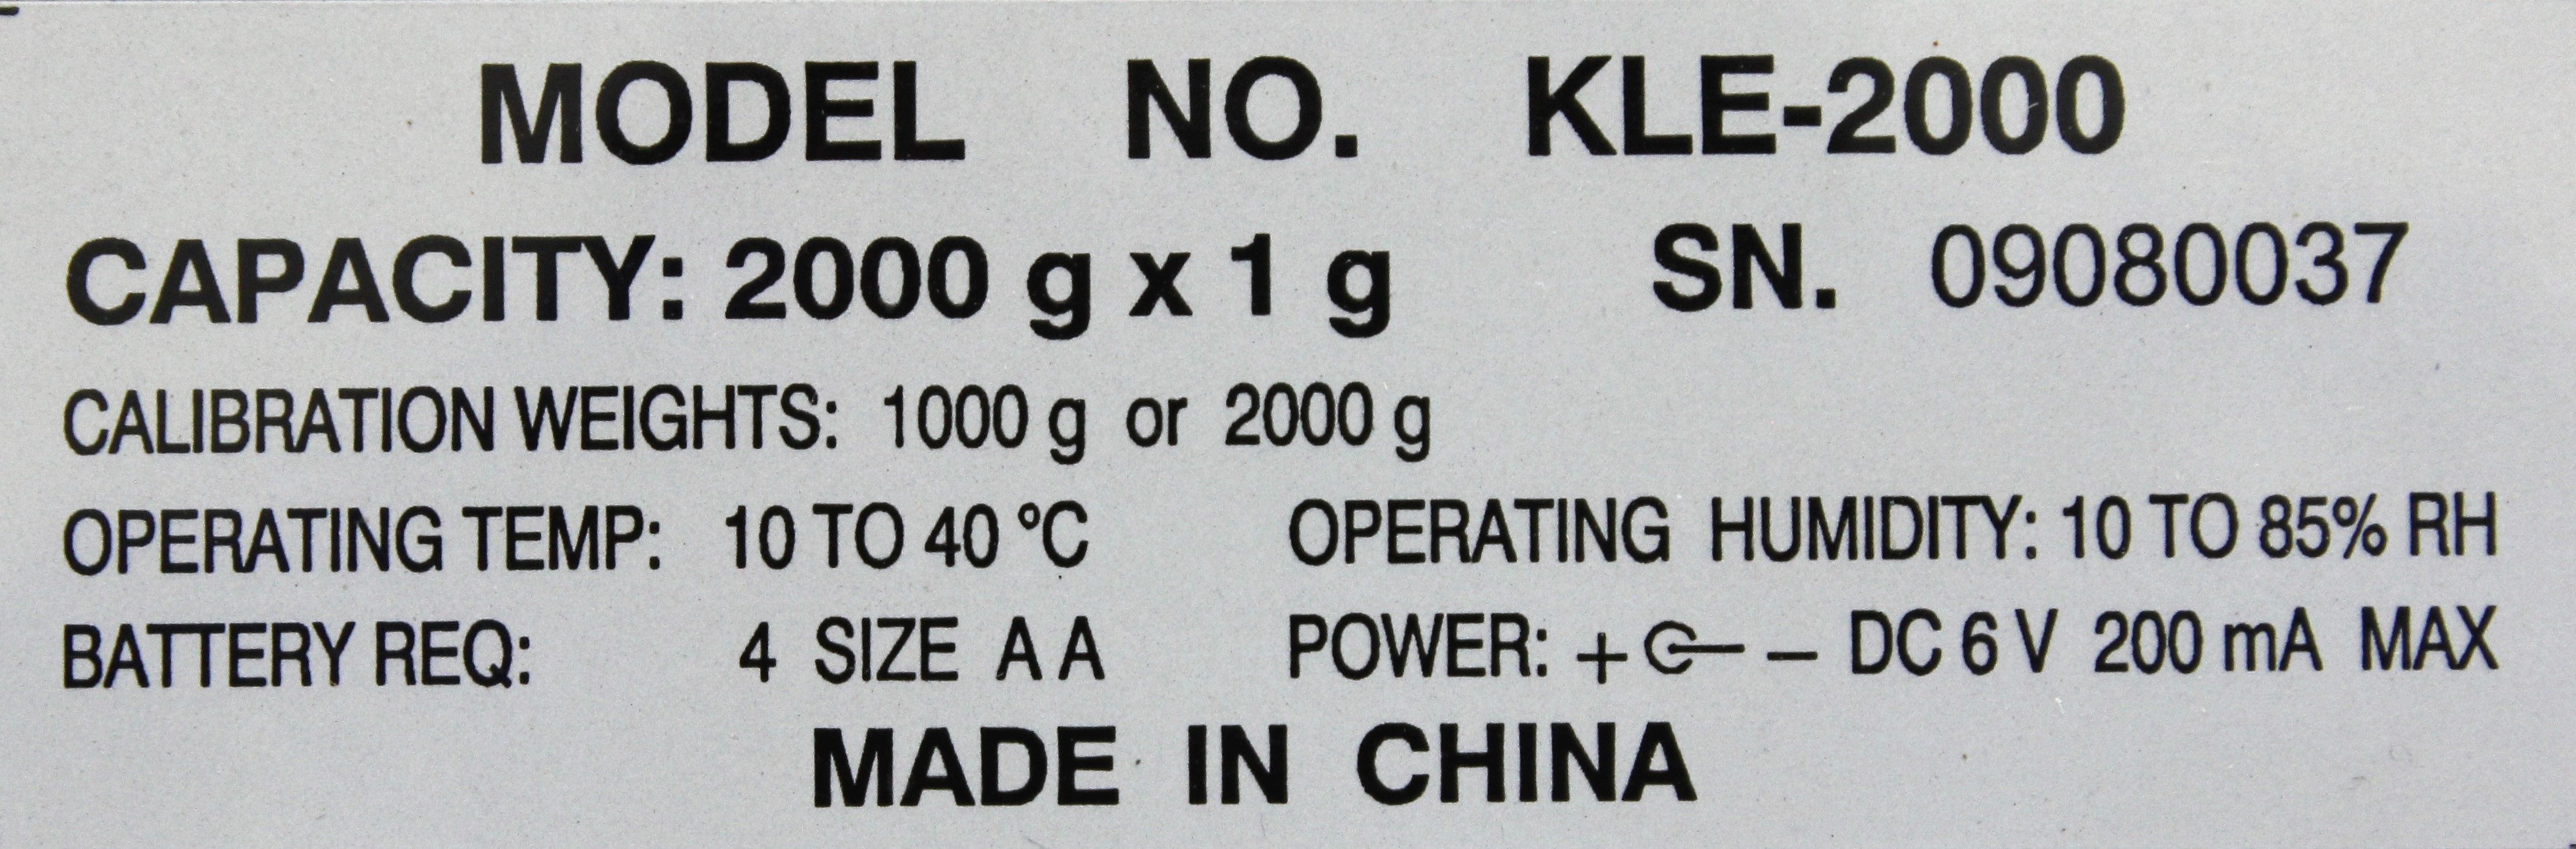 MODEL NO. KLE-2000
CAPACITY: 2000 g x 1 g SN. 09080037
CALIBRATION WEIGHTS: 1000 g or 2000 g
OPERATING TEMP: 10 TO 40 °C OPERATING HUMIDITY: 10 TO 85% RH
BATTERY REQ: 4 SIZE A A POWER: + – DC 6 V 200 mA MAX
MADE IN CHINA